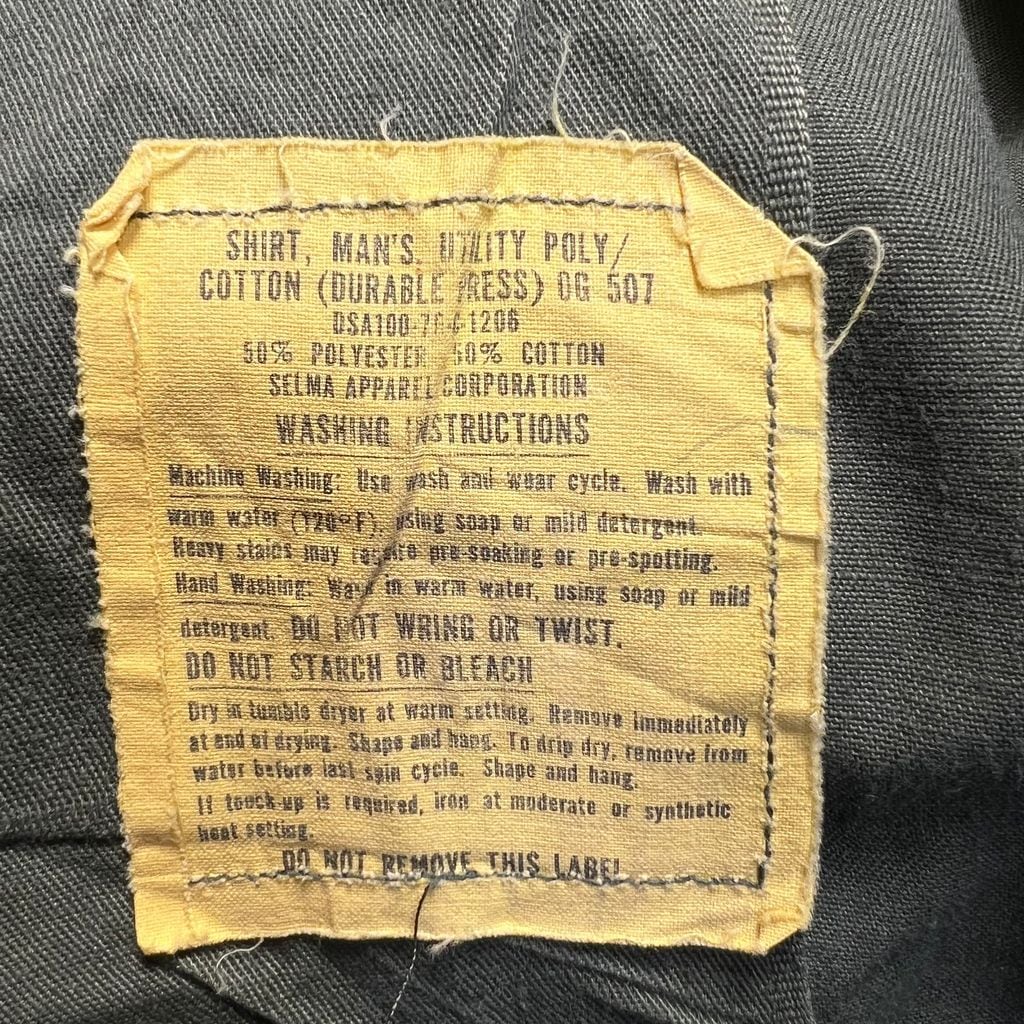 SHIRT, MAN'S. UTILITY POLY/
COTTON (DURABLE PRESS) OG 507
DSA100-
50% POLYESTER 50% COTTON
SELMA APPAREL CORPORATION
WASHING INSTRUCTIONS
Machine Washing: Use wash and wear cycle. Wash with
warm water (120°F), using soap or mild detergent.
Heavy stains may require pre-soaking or pre-spotting.
Hand Washing: Wash in warm water, using soap or mild
detergent. DO NOT WRING OR TWIST.
DO NOT STARCH OR BLEACH
Dry in tumble dryer at warm setting. Remove immediately
at end of drying. Shape and hang. To drip dry, remove from
water before last spin cycle. Shape and hang.
If touch-up is required, iron at moderate or synthetic
heat setting.
DO NOT REMOVE THIS LABEL